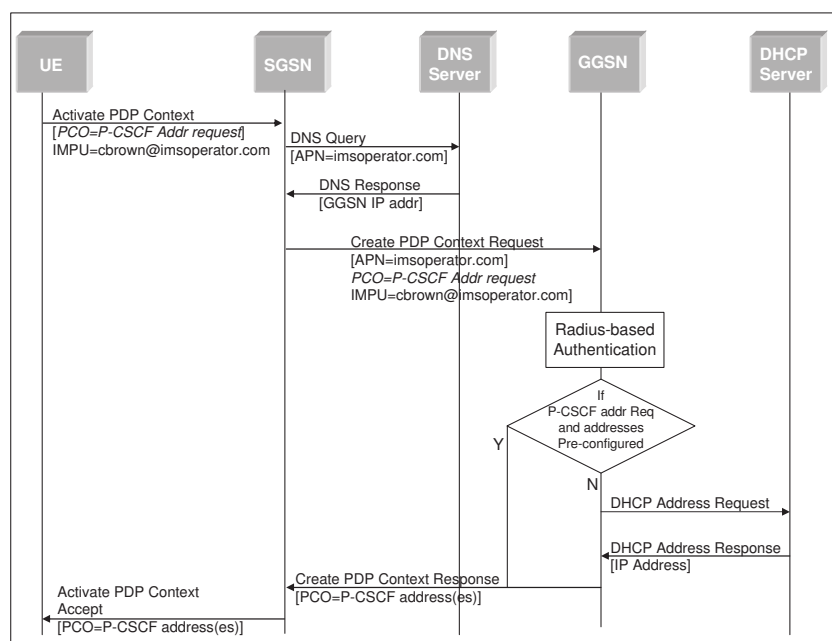 UE
SGSN
DNS
Server
GGSN
DHCP
Server
Activate PDP Context
[PCO=P-CSCF Addr request]
IMPU=cbrown@imsoperator.com
DNS Query
[APN=imsoperator.com]
DNS Response
[GGSN IP addr]
Create PDP Context Request
[APN=imsoperator.com]
PCO=P-CSCF Addr request
IMPU=cbrown@imsoperator.com]
Radius-based
Authentication
If
P-CSCF addr Req
and addresses
Pre-configured
Y
N
DHCP Address Request
DHCP Address Response
[IP Address]
Create PDP Context Response
[PCO=P-CSCF address(es)]
Activate PDP Context
Accept
[PCO=P-CSCF address(es)]